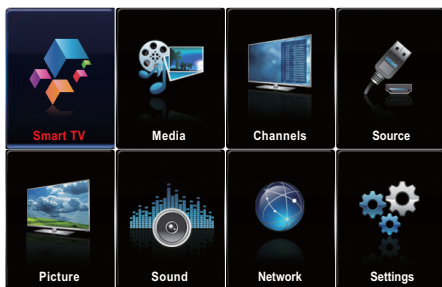 Smart TV
Media
Channels
Source
Picture
Sound
Network
Settings